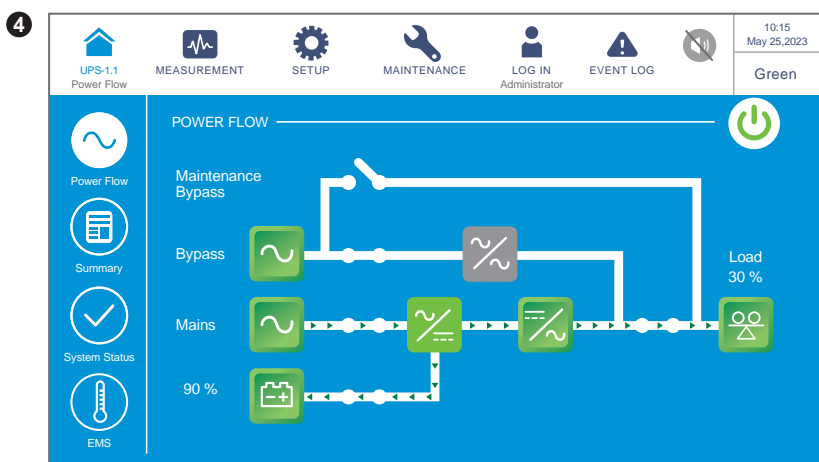 4
UPS-1.1
Power Flow
MEASUREMENT
SETUP
MAINTENANCE
LOG IN
Administrator
EVENT LOG
10:15
May 25,2023
Green
Power Flow
Summary
System Status
EMS
POWER FLOW
Maintenance
Bypass
Bypass
Mains
90 %
Load
30 %